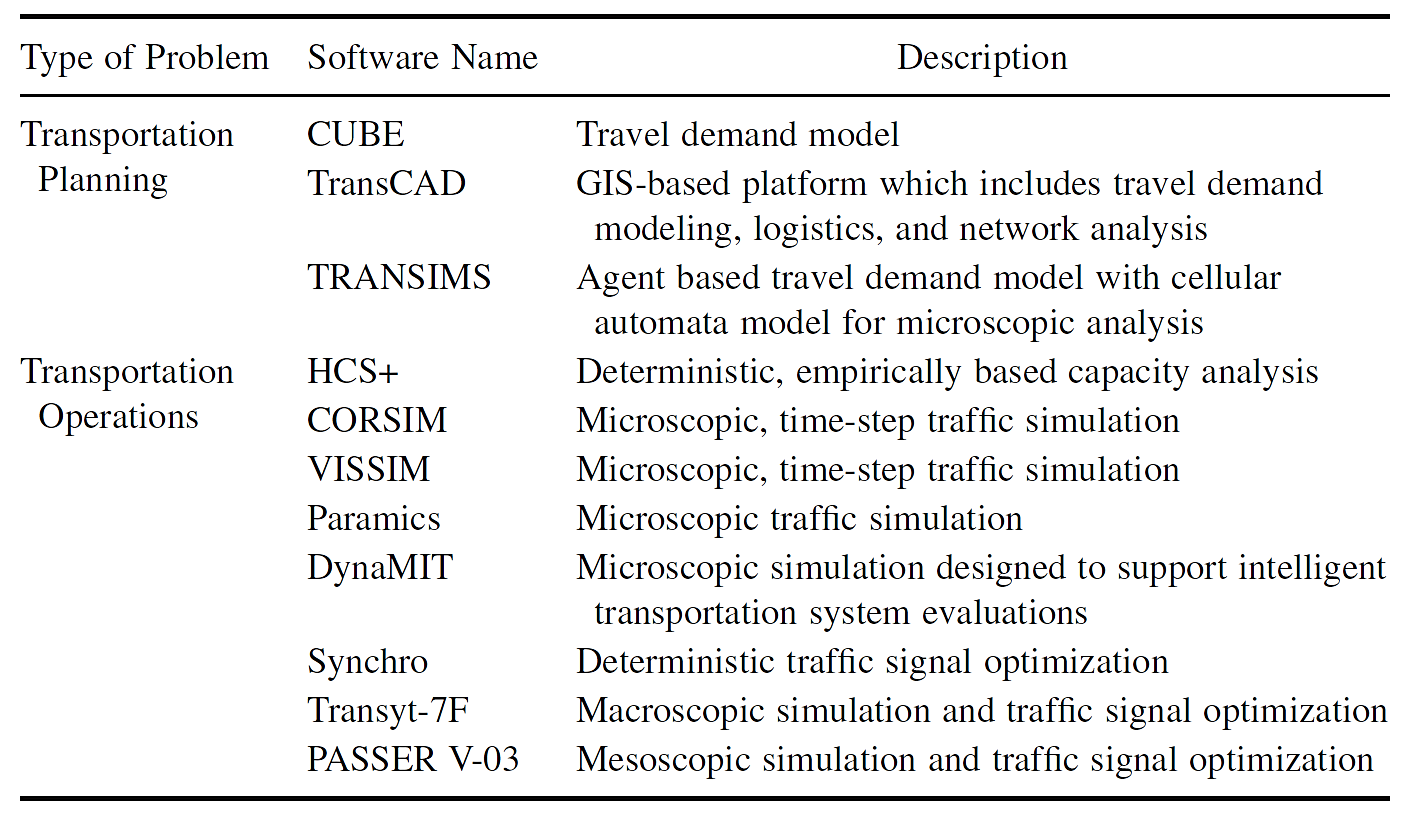 Type of Problem Software Name Description
Transportation CUBE Travel demand model
Planning TransCAD GIS-based platform which includes travel demand
modeling, logistics, and network analysis
TRANSIMS Agent based travel demand model with cellular
automata model for microscopic analysis
Transportation HCS+ Deterministic, empirically based capacity analysis
Operations CORSIM Microscopic, time-step traffic simulation
VISSIM Microscopic, time-step traffic simulation
Paramics Microscopic traffic simulation
DynaMIT Microscopic simulation designed to support intelligent
transportation system evaluations
Synchro Deterministic traffic signal optimization
Transyt-7F Macroscopic simulation and traffic signal optimization
PASSER V-03 Mesoscopic simulation and traffic signal optimization